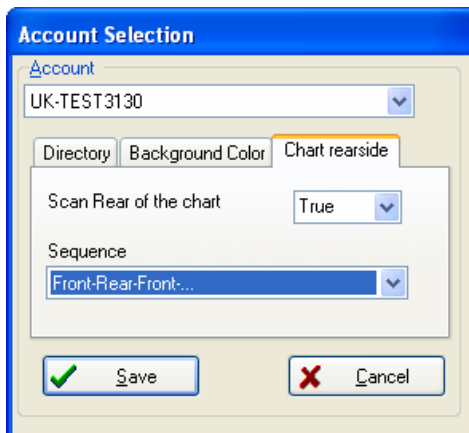 Account Selection
Account
UK-TEST3130
Directory Background Color Chart rearside
Scan Rear of the chart True
Sequence
Front-Rear-Front-...
Save Cancel